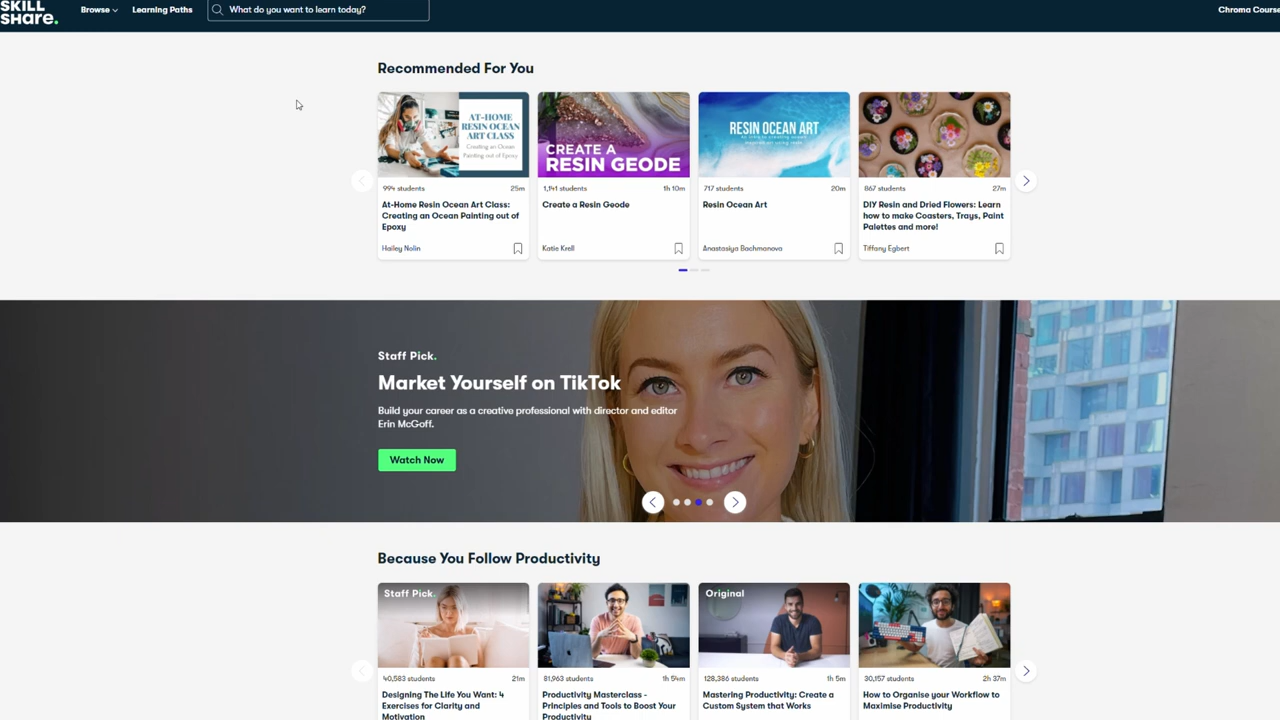 SKILL
SHare.
Browse
Learning Paths
What do you want to learn today?
Chroma Course
Recommended For You
AT-HOME
RESIN OCEAN
ART CLASS
Creating an Ocean
Painting out of
Epoxy
CREATE A
RESIN GEODE
RESIN OCEAN ART
994 students
25m
At-Home Resin Ocean Art Class:
Creating an Ocean Painting out of
Epoxy
Hailey Nolin
1,141 students
1h 10m
Create a Resin Geode
Katie Krell
717 students
20m
Resin Ocean Art
Anastasiya Bachmanova
867 students
27m
DIY Resin and Dried Flowers: Learn
how to make Coasters, Trays, Paint
Palettes and more!
Tiffany Egbert
Staff Pick.
Market Yourself on TikTok
Build your career as a creative professional with director and editor
Erin McGoff.
Watch Now
Because You Follow Productivity
Staff Pick.
Original
40,583 students
21m
Designing The Life You Want: 4
Exercises for Clarity and
Motivation
81,963 students
1h 54m
Productivity Masterclass -
Principles and Tools to Boost Your
Productivity
128,386 students
1h 5m
Mastering Productivity: Create a
Custom System that Works
30,157 students
2h 37m
How to Organise your Workflow to
Maximise Productivity